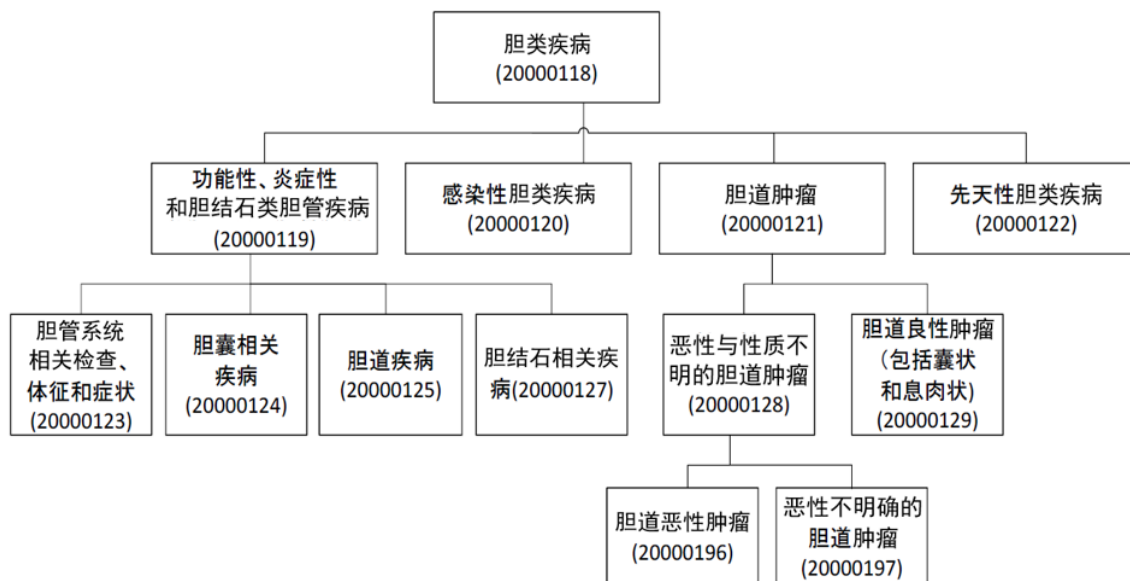 胆类疾病
(20000118)
功能性、炎症性
和胆结石类胆管疾病
(20000119)
感染性胆类疾病
(20000120)
胆道肿瘤
(20000121)
先天性胆类疾病
(20000122)
胆管系统
相关检查、
体征和症状
(20000123)
胆囊相关
疾病
(20000124)
胆道疾病
(20000125)
胆结石相关疾
病(20000127)
恶性与性质不
明的胆道肿瘤
(20000128)
胆道良性肿瘤
(包括囊状
和息肉状)
(20000129)
胆道恶性肿瘤
(20000196)
恶性不明确的
胆道肿瘤
(20000197)